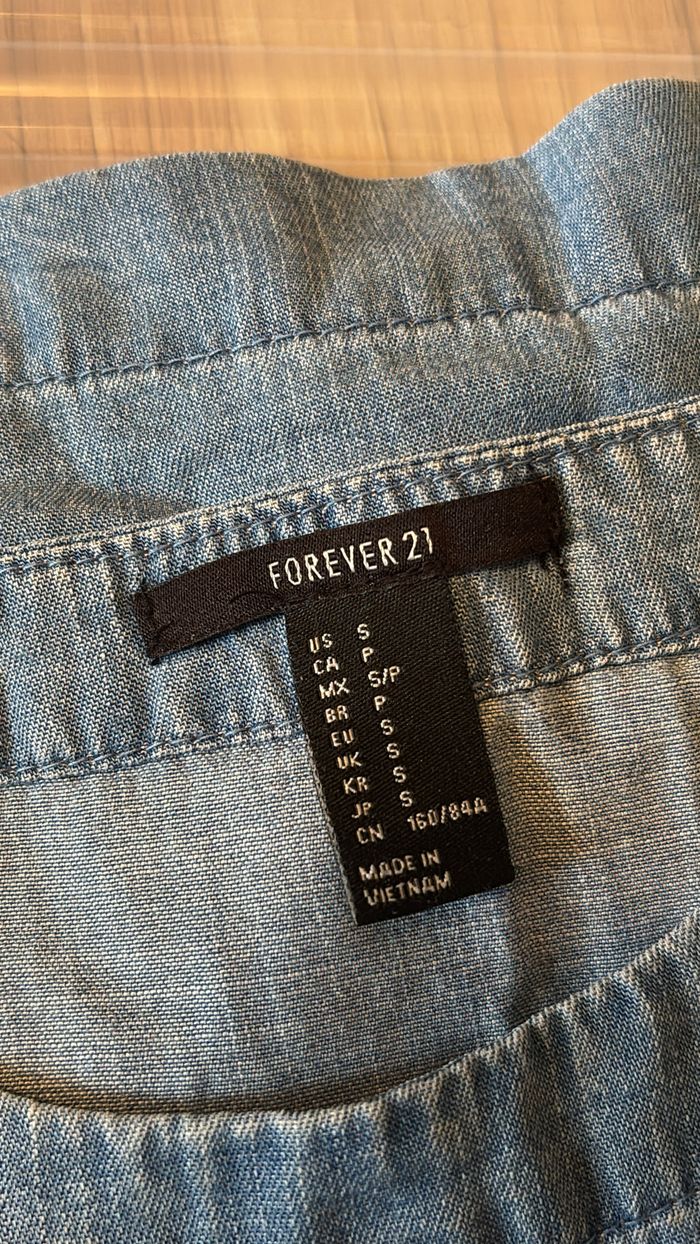 FOREVER 21
US S
CA P
MX S/P
BR P
EU S
UK S
KR S
JP S
CN 160/84A
MADE IN
VIETNAM